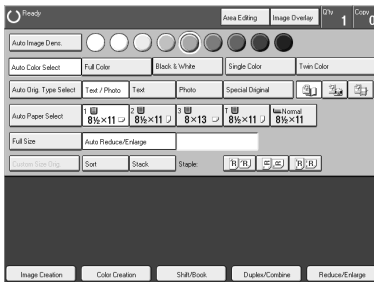 Ready Area Editing Image Overlay Q'ty 1 Copy 0
Auto Image Dens.
Auto Color Select Full Color Black & White Single Color Twin Color
Auto Orig. Type Select Text / Photo Text Photo Special Original
Auto Paper Select 1 8½×11 2 8½×11 3 8×13 T 8½×11 Normal 8½×11
Full Size Auto Reduce/Enlarge
Custom Size Orig. Sort Stack Staple:
Image Creation Color Creation Shift/Book Duplex/Combine Reduce/Enlarge